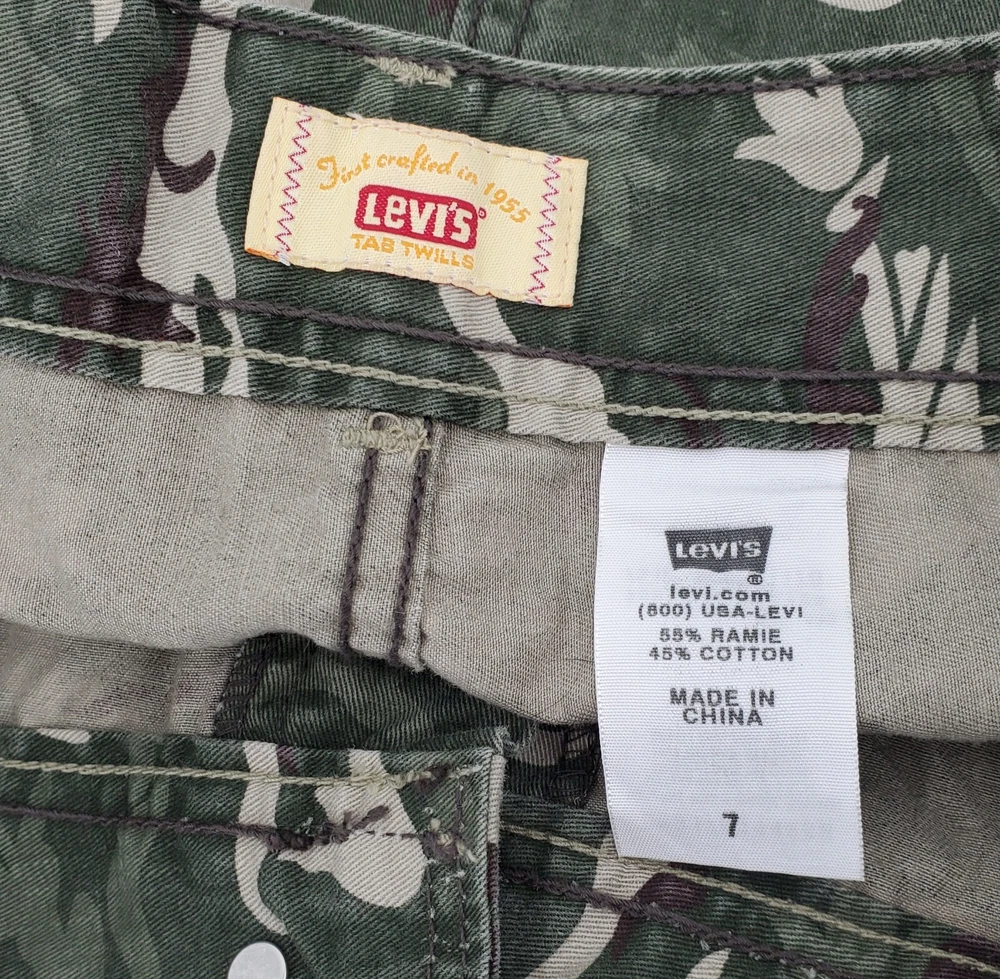 First crafted in 1955
LEVI'S®
TAB TWILLS
LEVI'S
®
levi.com
(800) USA-LEVI
55% RAMIE
45% COTTON
MADE IN
CHINA
7